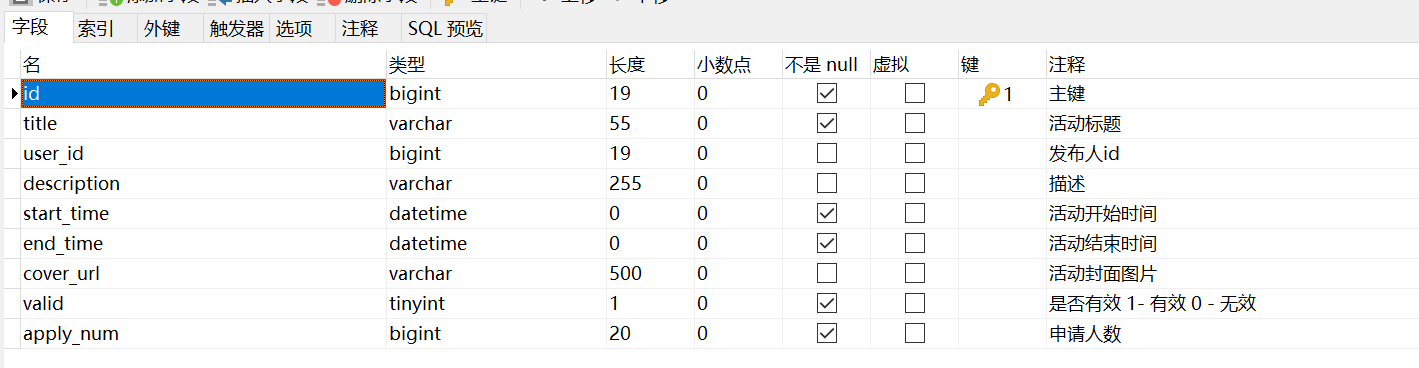 字段 索引 外键 触发器 选项 注释 SQL 预览
名 类型 长度 小数点 不是 null 虚拟 键 注释
id bigint 19 0 1 主键
title varchar 55 0 活动标题
user_id bigint 19 0 发布人id
description varchar 255 0 描述
start_time datetime 0 0 活动开始时间
end_time datetime 0 0 活动结束时间
cover_url varchar 500 0 活动封面图片
valid tinyint 1 0 是否有效 1- 有效 0 - 无效
apply_num bigint 20 0 申请人数